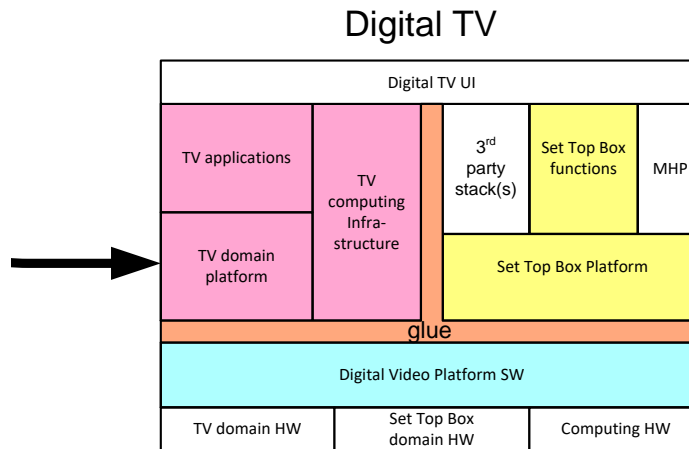 Digital TV
Digital TV UI
TV applications
TV
computing
Infra-
structure
3rd
party
stack(s)
Set Top Box
functions
MHP
TV domain
platform
Set Top Box Platform
glue
Digital Video Platform SW
TV domain HW
Set Top Box
domain HW
Computing HW